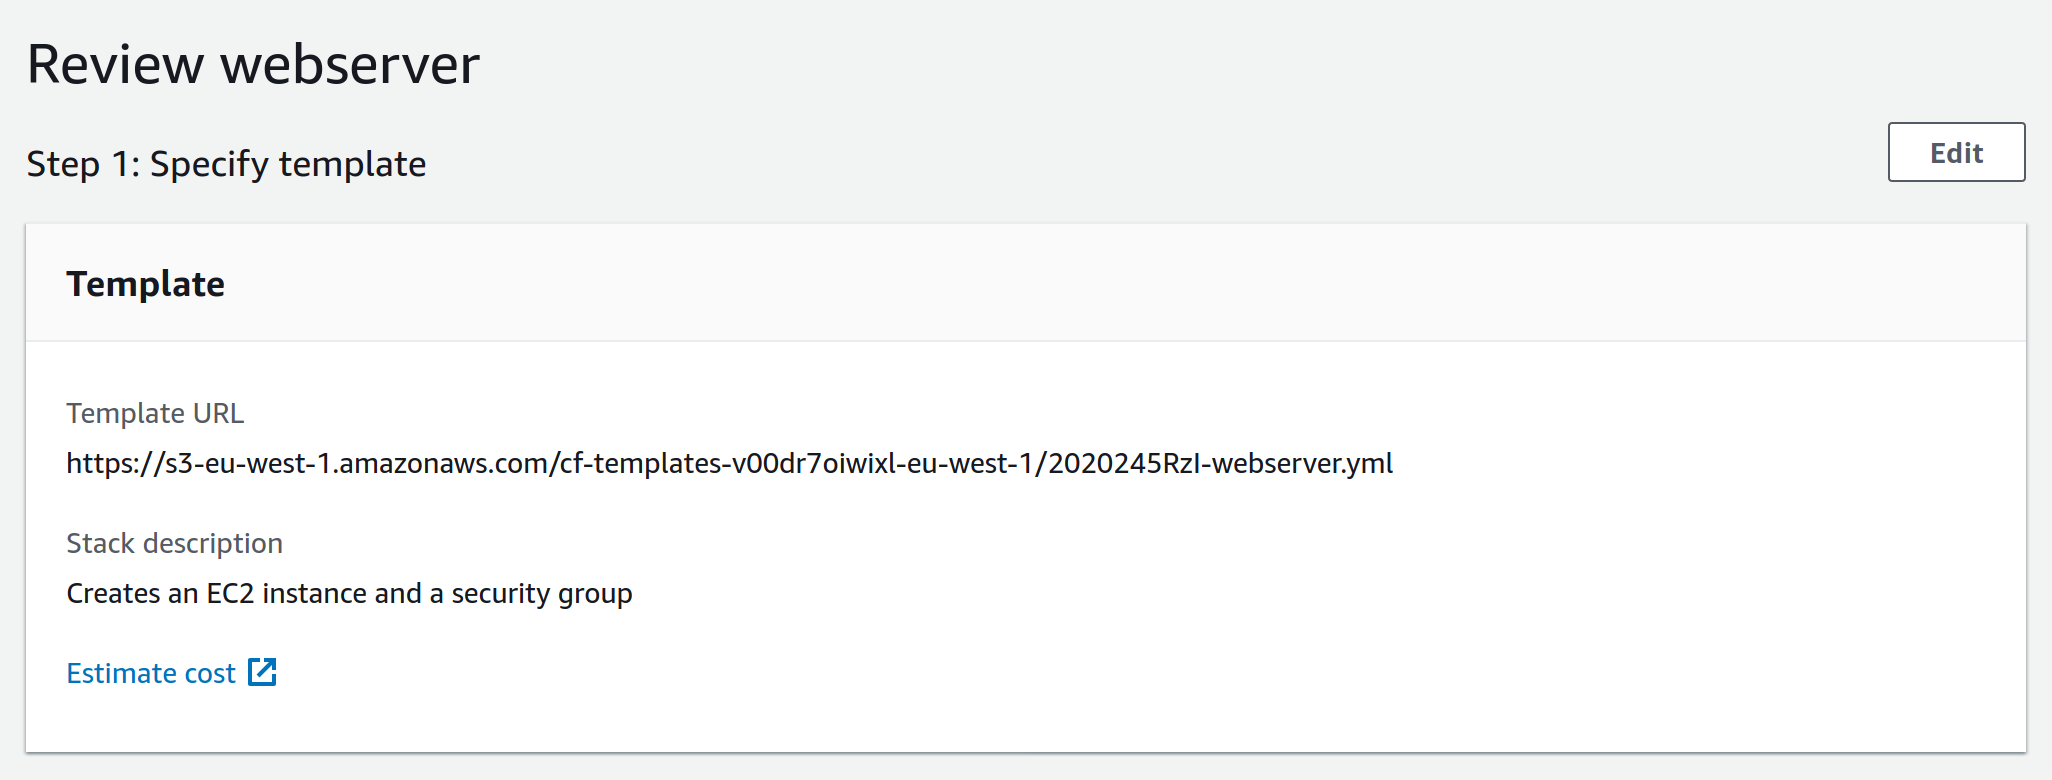 Review webserver
Step 1: Specify template
Edit
Template
Template URL
https://s3-eu-west-1.amazonaws.com/cf-templates-v00dr7oiwixl-eu-west-1/2020245RzI-webserver.yml
Stack description
Creates an EC2 instance and a security group
Estimate cost